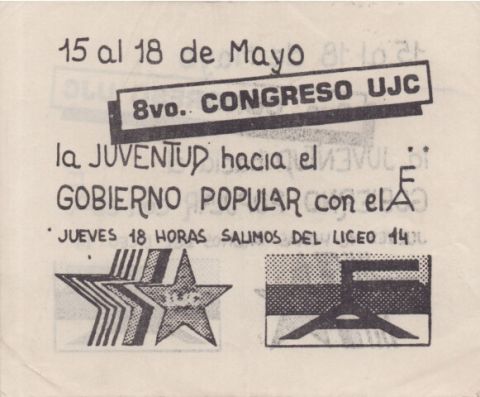 15 al 18 de Mayo
8vo. CONGRESO UJC
la JUVENTUD hacia el
GOBIERNO POPULAR con el FA
JUEVES 18 HORAS SALIMOS DEL LICEO 14
UJC
FA